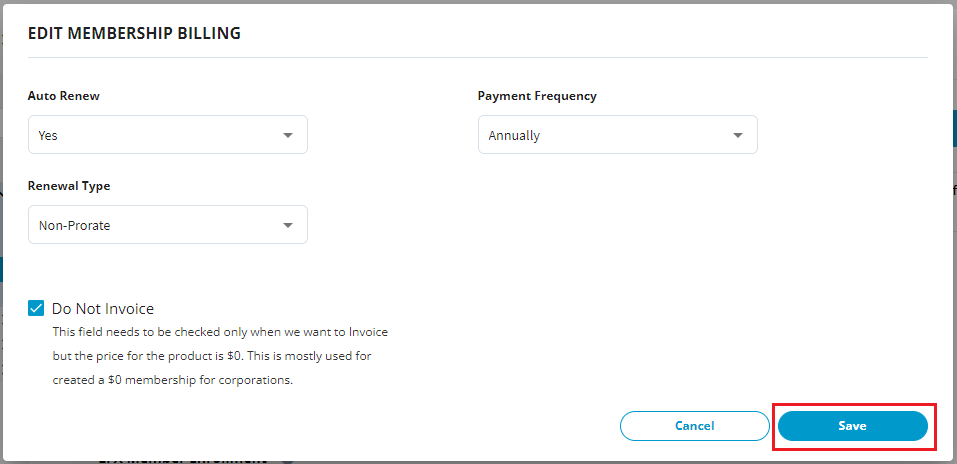 EDIT MEMBERSHIP BILLING
Auto Renew
Payment Frequency
Yes
Annually
Renewal Type
Non-Prorate
Do Not Invoice
This field needs to be checked only when we want to Invoice
but the price for the product is $0. This is mostly used for
created a $0 membership for corporations.
Cancel
Save